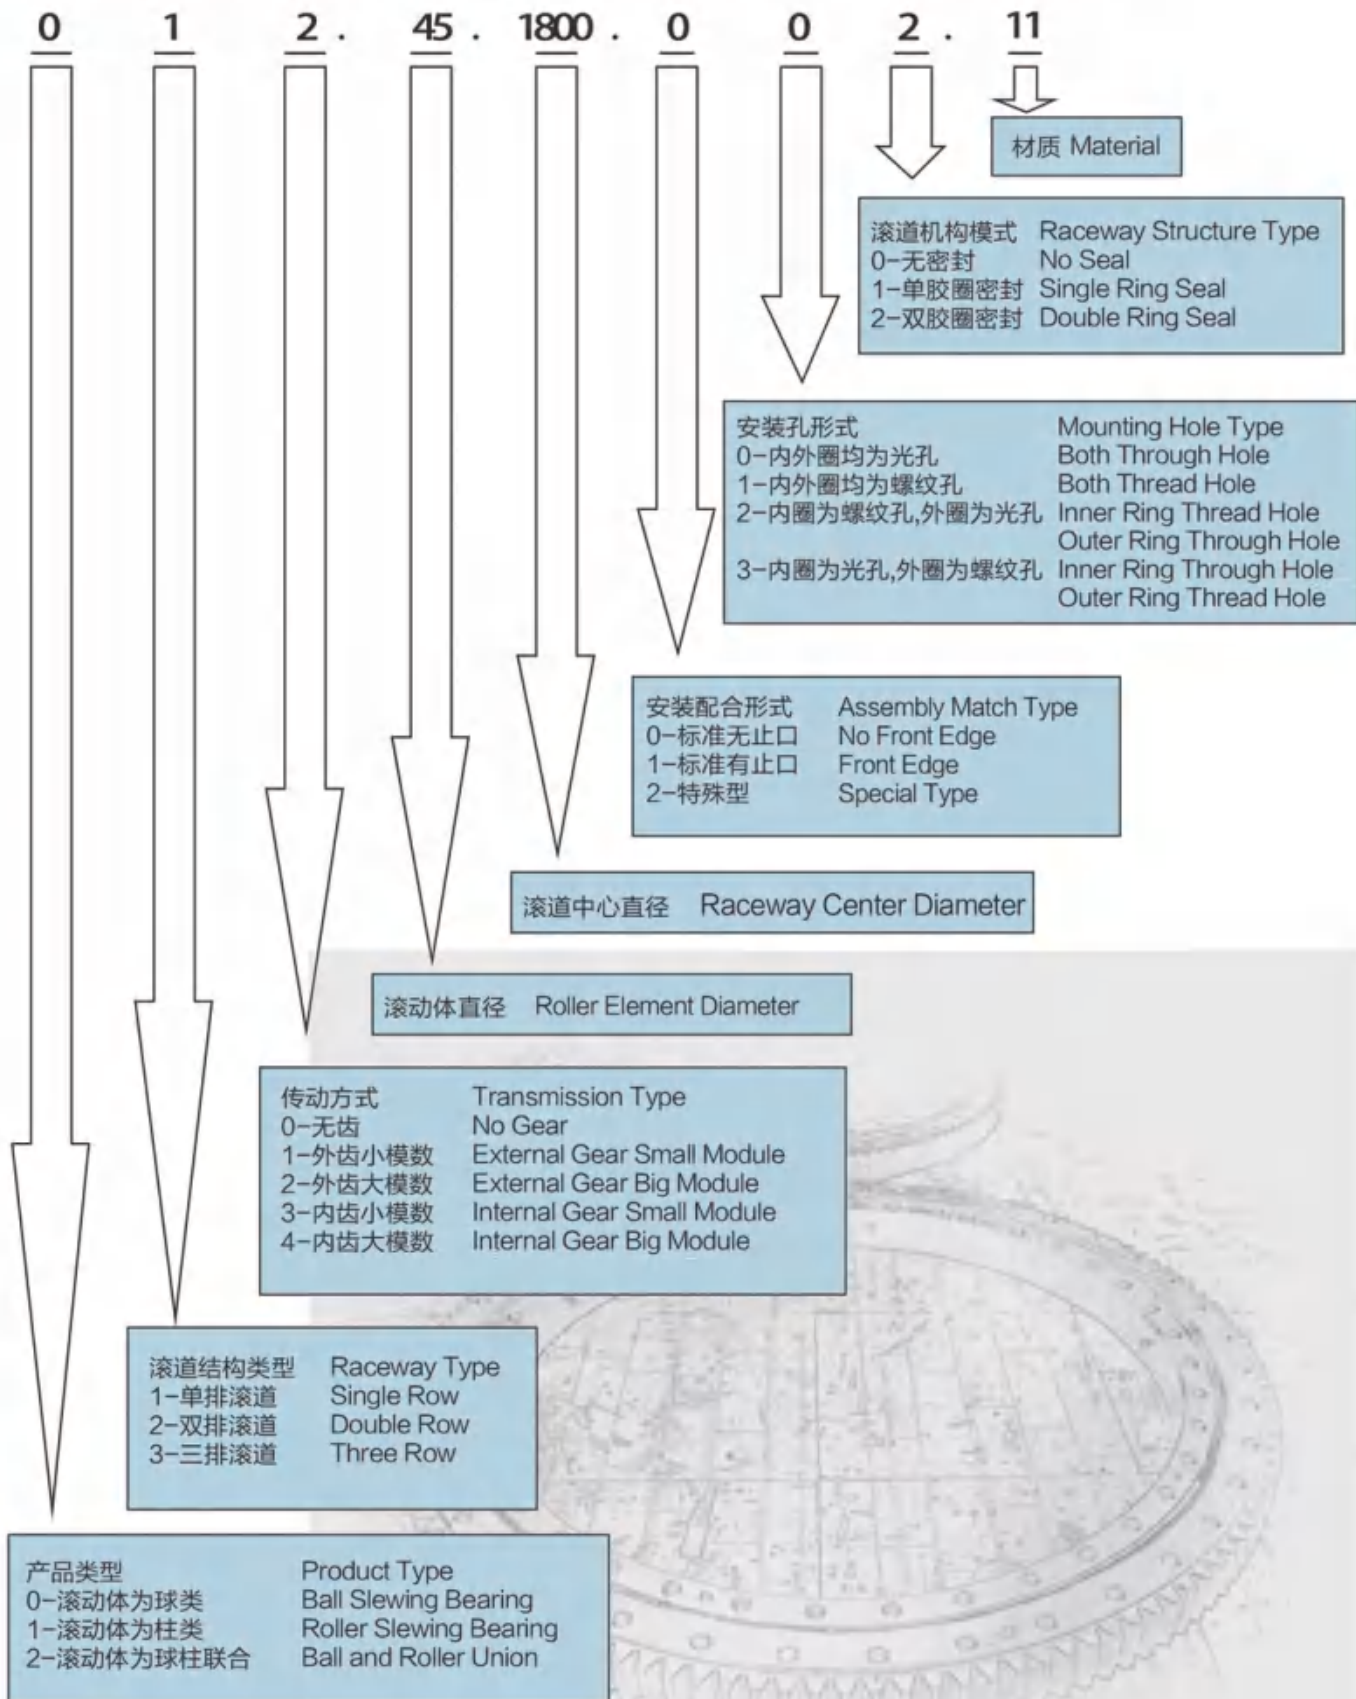 0 1 2 . 45 . 1800 . 0 0 2 . 11
材质 Material
滚道机构模式 Raceway Structure Type
0-无密封 No Seal
1-单胶圈密封 Single Ring Seal
2-双胶圈密封 Double Ring Seal
安装孔形式 Mounting Hole Type
0-内外圈均为光孔 Both Through Hole
1-内外圈均为螺纹孔 Both Thread Hole
2-内圈为螺纹孔,外圈为光孔 Inner Ring Thread Hole
Outer Ring Through Hole
3-内圈为光孔,外圈为螺纹孔 Inner Ring Through Hole
Outer Ring Thread Hole
安装配合形式 Assembly Match Type
0-标准无止口 No Front Edge
1-标准有止口 Front Edge
2-特殊型 Special Type
滚道中心直径 Raceway Center Diameter
滚动体直径 Roller Element Diameter
传动方式 Transmission Type
0-无齿 No Gear
1-外齿小模数 External Gear Small Module
2-外齿大模数 External Gear Big Module
3-内齿小模数 Internal Gear Small Module
4-内齿大模数 Internal Gear Big Module
滚道结构类型 Raceway Type
1-单排滚道 Single Row
2-双排滚道 Double Row
3-三排滚道 Three Row
产品类型 Product Type
0-滚动体为球类 Ball Slewing Bearing
1-滚动体为柱类 Roller Slewing Bearing
2-滚动体为球柱联合 Ball and Roller Union